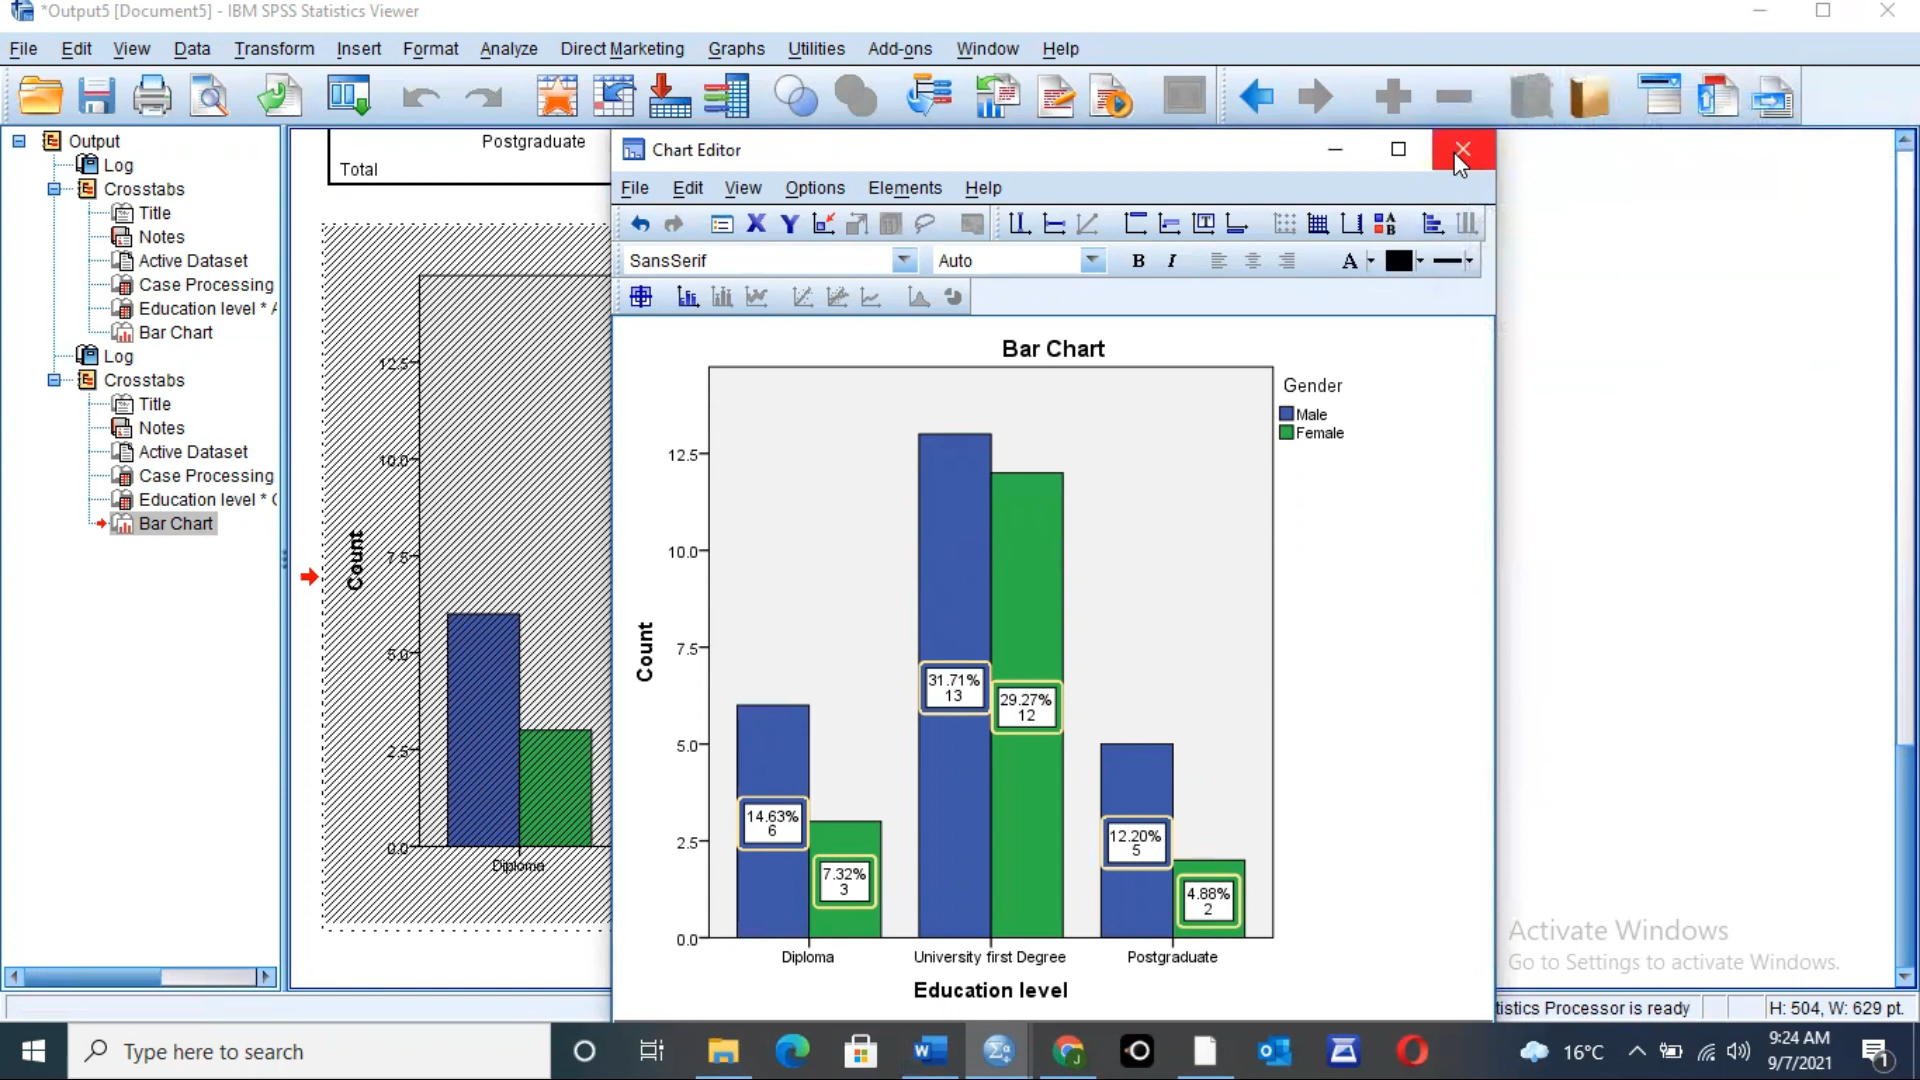 *Output5 [Document5] - IBM SPSS Statistics Viewer
File Edit View Data Transform Insert Format Analyze Direct Marketing Graphs Utilities Add-ons Window Help
Output
Log
Crosstabs
Title
Notes
Active Dataset
Case Processing
Education level * A
Bar Chart
Log
Crosstabs
Title
Notes
Active Dataset
Case Processing
Education level *
Bar Chart
Postgraduate
Total
Count
12.5
10.0
7.5
5.0
2.5
0.0
Diploma
Chart Editor
File Edit View Options Elements Help
X Y
SansSerif Auto B I A
Bar Chart
Gender
Male
Female
Count
12.5
10.0
7.5
5.0
2.5
0.0
14.63%
6
7.32%
3
31.71%
13
29.27%
12
12.20%
5
4.88%
2
Diploma University first Degree Postgraduate
Education level
Activate Windows
Go to Settings to activate Windows.
tistics Processor is ready H: 504, W: 629 pt.
Type here to search
16°C
9:24 AM
9/7/2021
1